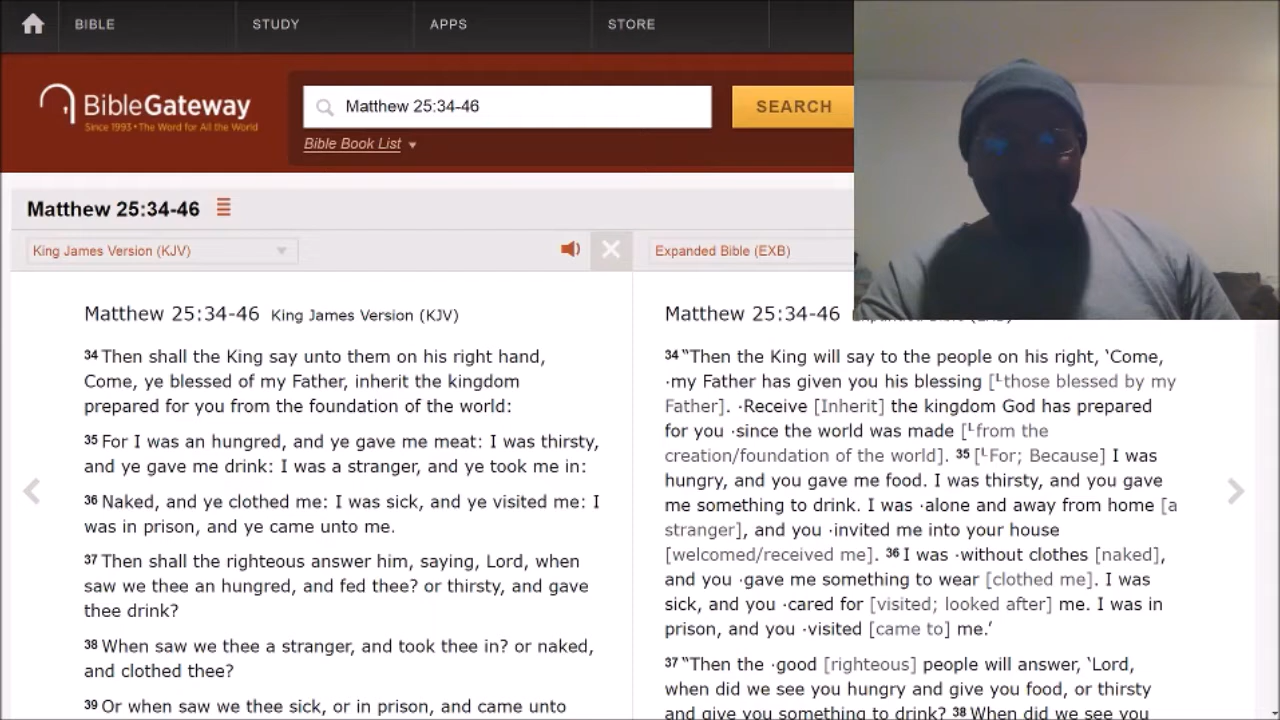 BIBLE STUDY APPS STORE
BibleGateway
Since 1993 • The Word for All the World
Matthew 25:34-46
SEARCH
Bible Book List
Matthew 25:34-46
King James Version (KJV)
Expanded Bible (EXB)
Matthew 25:34-46 King James Version (KJV)
34 Then shall the King say unto them on his right hand,
Come, ye blessed of my Father, inherit the kingdom
prepared for you from the foundation of the world:
35 For I was an hungred, and ye gave me meat: I was thirsty,
and ye gave me drink: I was a stranger, and ye took me in:
36 Naked, and ye clothed me: I was sick, and ye visited me: I
was in prison, and ye came unto me.
37 Then shall the righteous answer him, saying, Lord, when
saw we thee an hungred, and fed thee? or thirsty, and gave
thee drink?
38 When saw we thee a stranger, and took thee in? or naked,
and clothed thee?
39 Or when saw we thee sick, or in prison, and came unto
Matthew 25:34-46
34 “Then the King will say to the people on his right, ‘Come,
·my Father has given you his blessing [L those blessed by my
Father]. ·Receive [Inherit] the kingdom God has prepared
for you ·since the world was made [L from the
creation/foundation of the world]. 35 [L For; Because] I was
hungry, and you gave me food. I was thirsty, and you gave
me something to drink. I was ·alone and away from home [a
stranger], and you ·invited me into your house
[welcomed/received me]. 36 I was ·without clothes [naked],
and you ·gave me something to wear [clothed me]. I was
sick, and you ·cared for [visited; looked after] me. I was in
prison, and you ·visited [came to] me.’
37 “Then the ·good [righteous] people will answer, ‘Lord,
when did we see you hungry and give you food, or thirsty
and give you something to drink? 38 When did we see you